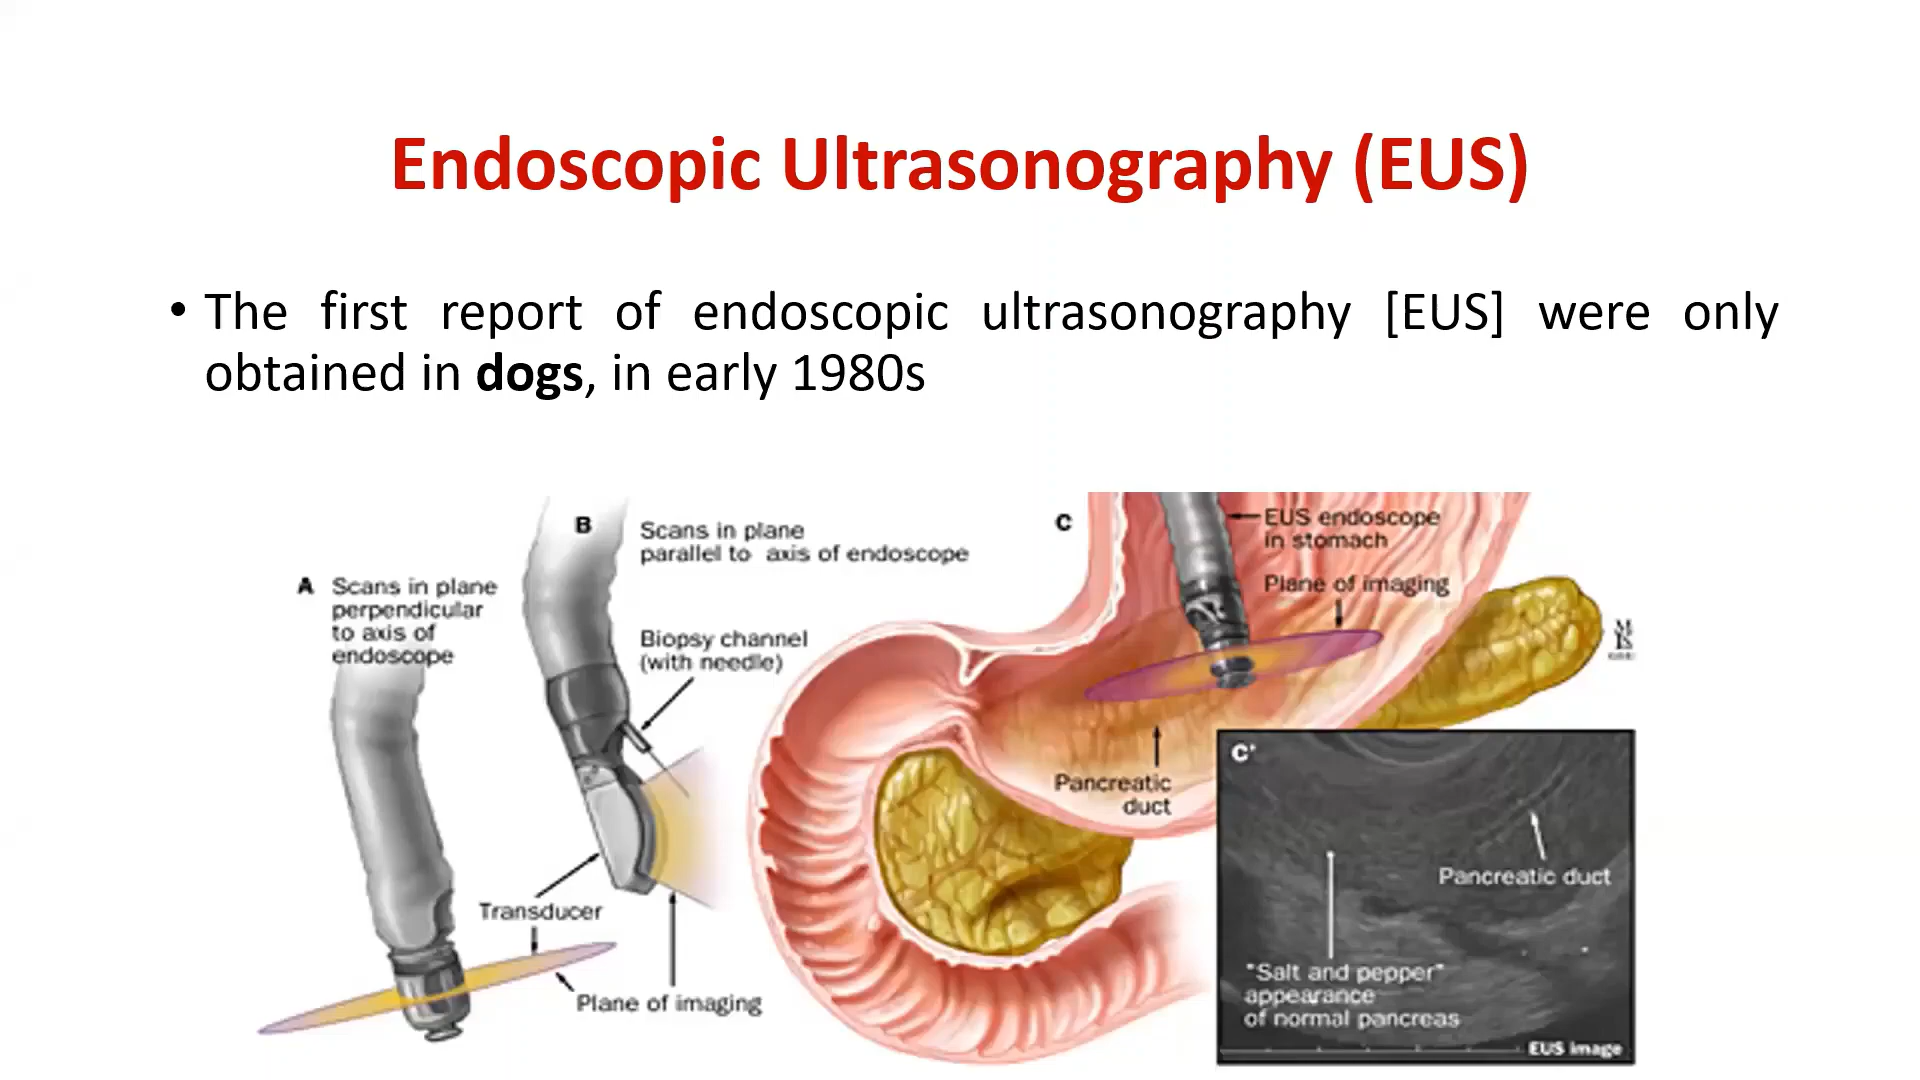 Endoscopic Ultrasonography (EUS)
• The first report of endoscopic ultrasonography [EUS] were only
obtained in dogs, in early 1980s
A Scans in plane
perpendicular
to axis of
endoscope
B
Scans in plane
parallel to axis of endoscope
Biopsy channel
(with needle)
Transducer
Plane of imaging
C
EUS endoscope
in stomach
Plane of imaging
Pancreatic
duct
C'
Pancreatic duct
"Salt and pepper"
appearance
of normal pancreas
EUS image